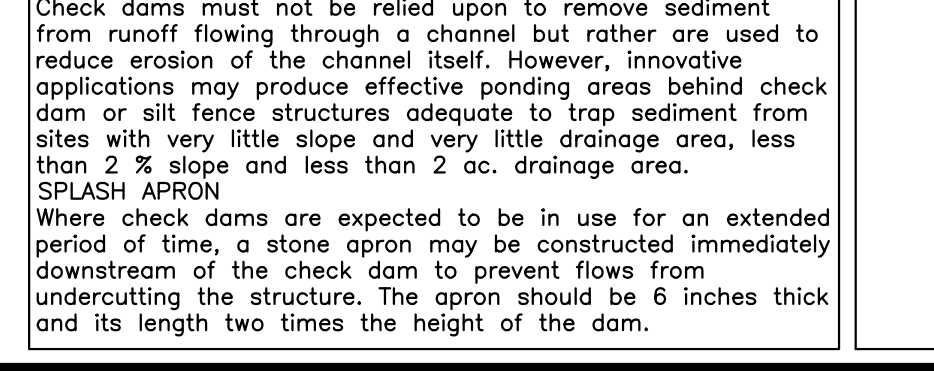 Check dams must not be relied upon to remove sediment
from runoff flowing through a channel but rather are used to
reduce erosion of the channel itself. However, innovative
applications may produce effective ponding areas behind check
dam or silt fence structures adequate to trap sediment from
sites with very little slope and very little drainage area, less
than 2 % slope and less than 2 ac. drainage area.
SPLASH APRON
Where check dams are expected to be in use for an extended
period of time, a stone apron may be constructed immediately
downstream of the check dam to prevent flows from
undercutting the structure. The apron should be 6 inches thick
and its length two times the height of the dam.